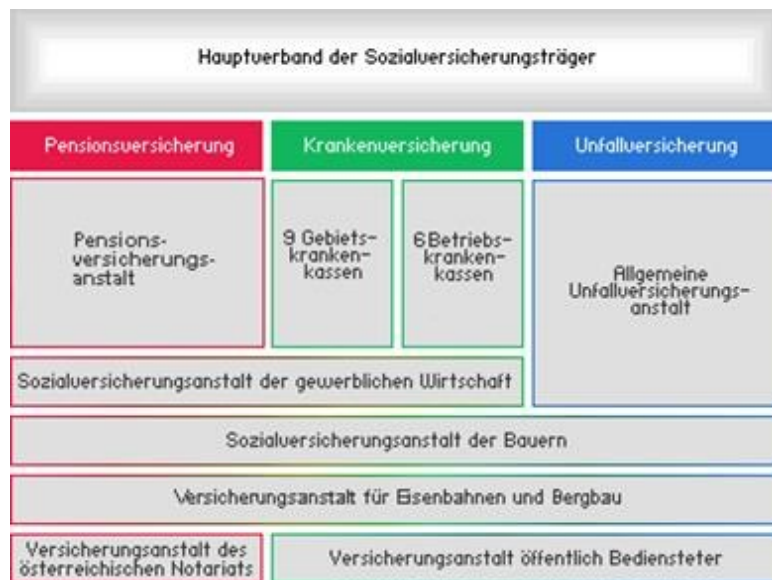 Hauptverband der Sozialversicherungsträger
Pensionsversicherung
Krankenversicherung
Unfallversicherung
Pensions-
versicherungs-
anstalt
9 Gebiets-
kranken-
kassen
6 Betriebs-
kranken-
kassen
Allgemeine
Unfallversicherungs-
anstalt
Sozialversicherungsanstalt der gewerblichen Wirtschaft
Sozialversicherungsanstalt der Bauern
Versicherungsanstalt für Eisenbahnen und Bergbau
Versicherungsanstalt des
österreichischen Notariats
Versicherungsanstalt öffentlich Bediensteter